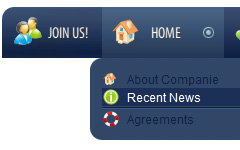 JOIN US!
HOME
About Companie
Recent News
Agreements